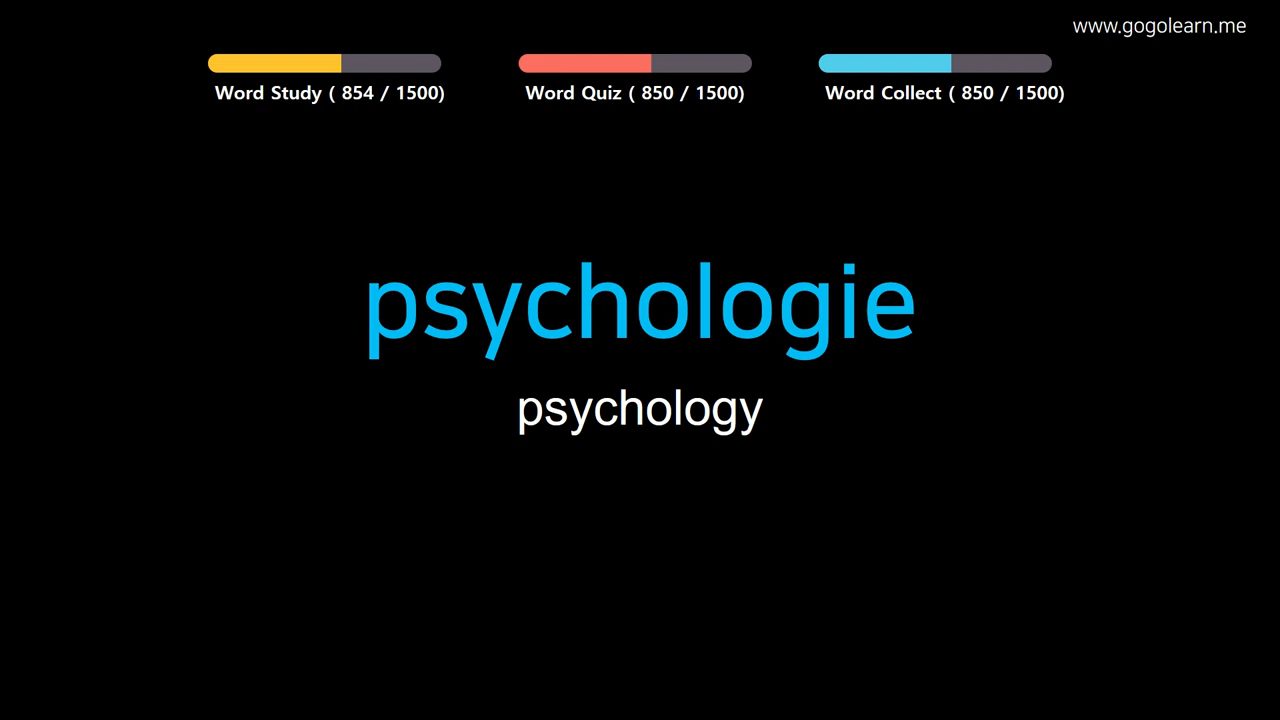 www.gogolearn.me
Word Study ( 854 / 1500)
Word Quiz ( 850 / 1500)
Word Collect ( 850 / 1500)
psychologie
psychology